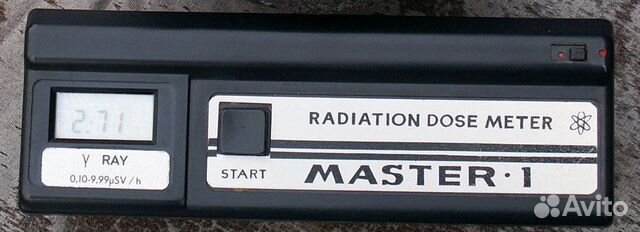 2.71
γ RAY
0,10-9,99μSV/h
START
RADIATION DOSE METER
MASTER·1
Avito